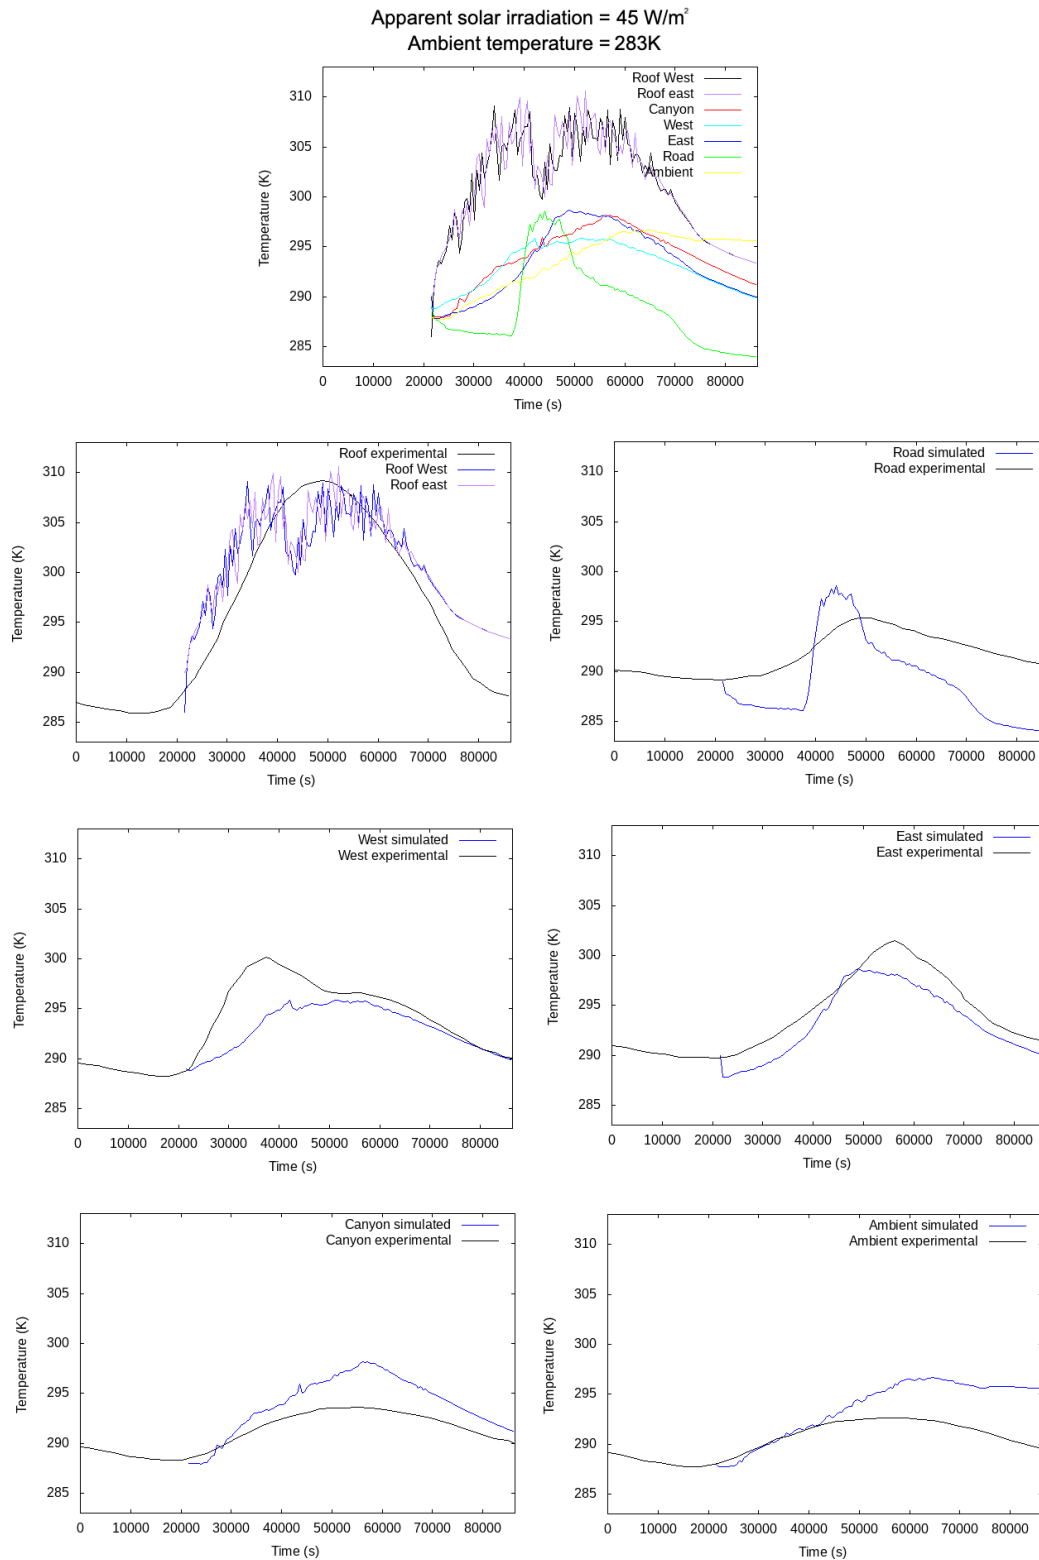 Apparent solar irradiation = 45 W/m²
Ambient temperature = 283K
Roof West
Roof east
Canyon
West
East
Road
Ambient
310
305
300
295
290
285
Temperature (K)
0 10000 20000 30000 40000 50000 60000 70000 80000
Time (s)
Roof experimental
Roof West
Roof east
310
305
300
295
290
285
Temperature (K)
0 10000 20000 30000 40000 50000 60000 70000 80000
Time (s)
Road simulated
Road experimental
310
305
300
295
290
285
Temperature (K)
0 10000 20000 30000 40000 50000 60000 70000 80000
Time (s)
West simulated
West experimental
310
305
300
295
290
285
Temperature (K)
0 10000 20000 30000 40000 50000 60000 70000 80000
Time (s)
East simulated
East experimental
310
305
300
295
290
285
Temperature (K)
0 10000 20000 30000 40000 50000 60000 70000 80000
Time (s)
Canyon simulated
Canyon experimental
310
305
300
295
290
285
Temperature (K)
0 10000 20000 30000 40000 50000 60000 70000 80000
Time (s)
Ambient simulated
Ambient experimental
310
305
300
295
290
285
Temperature (K)
0 10000 20000 30000 40000 50000 60000 70000 80000
Time (s)